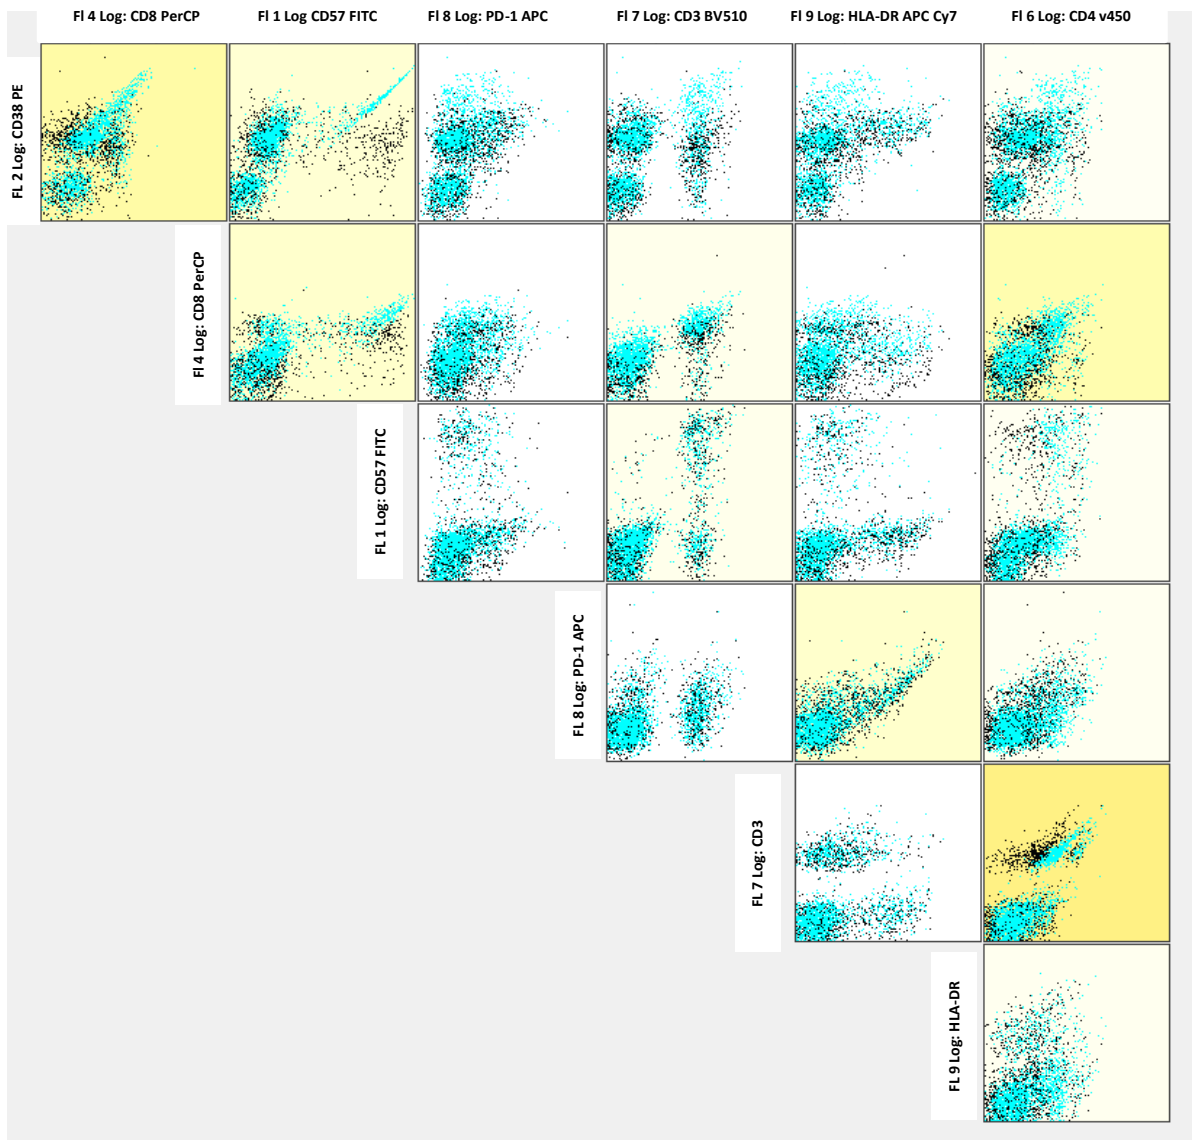 Fl 4 Log: CD8 PerCP
Fl 1 Log CD57 FITC
Fl 8 Log: PD-1 APC
Fl 7 Log: CD3 BV510
Fl 9 Log: HLA-DR APC Cy7
Fl 6 Log: CD4 v450
FL 2 Log: CD38 PE
Fl 4 Log: CD8 PerCP
FL 1 Log: CD57 FITC
FL 8 Log: PD-1 APC
FL 7 Log: CD3
FL 9 Log: HLA-DR